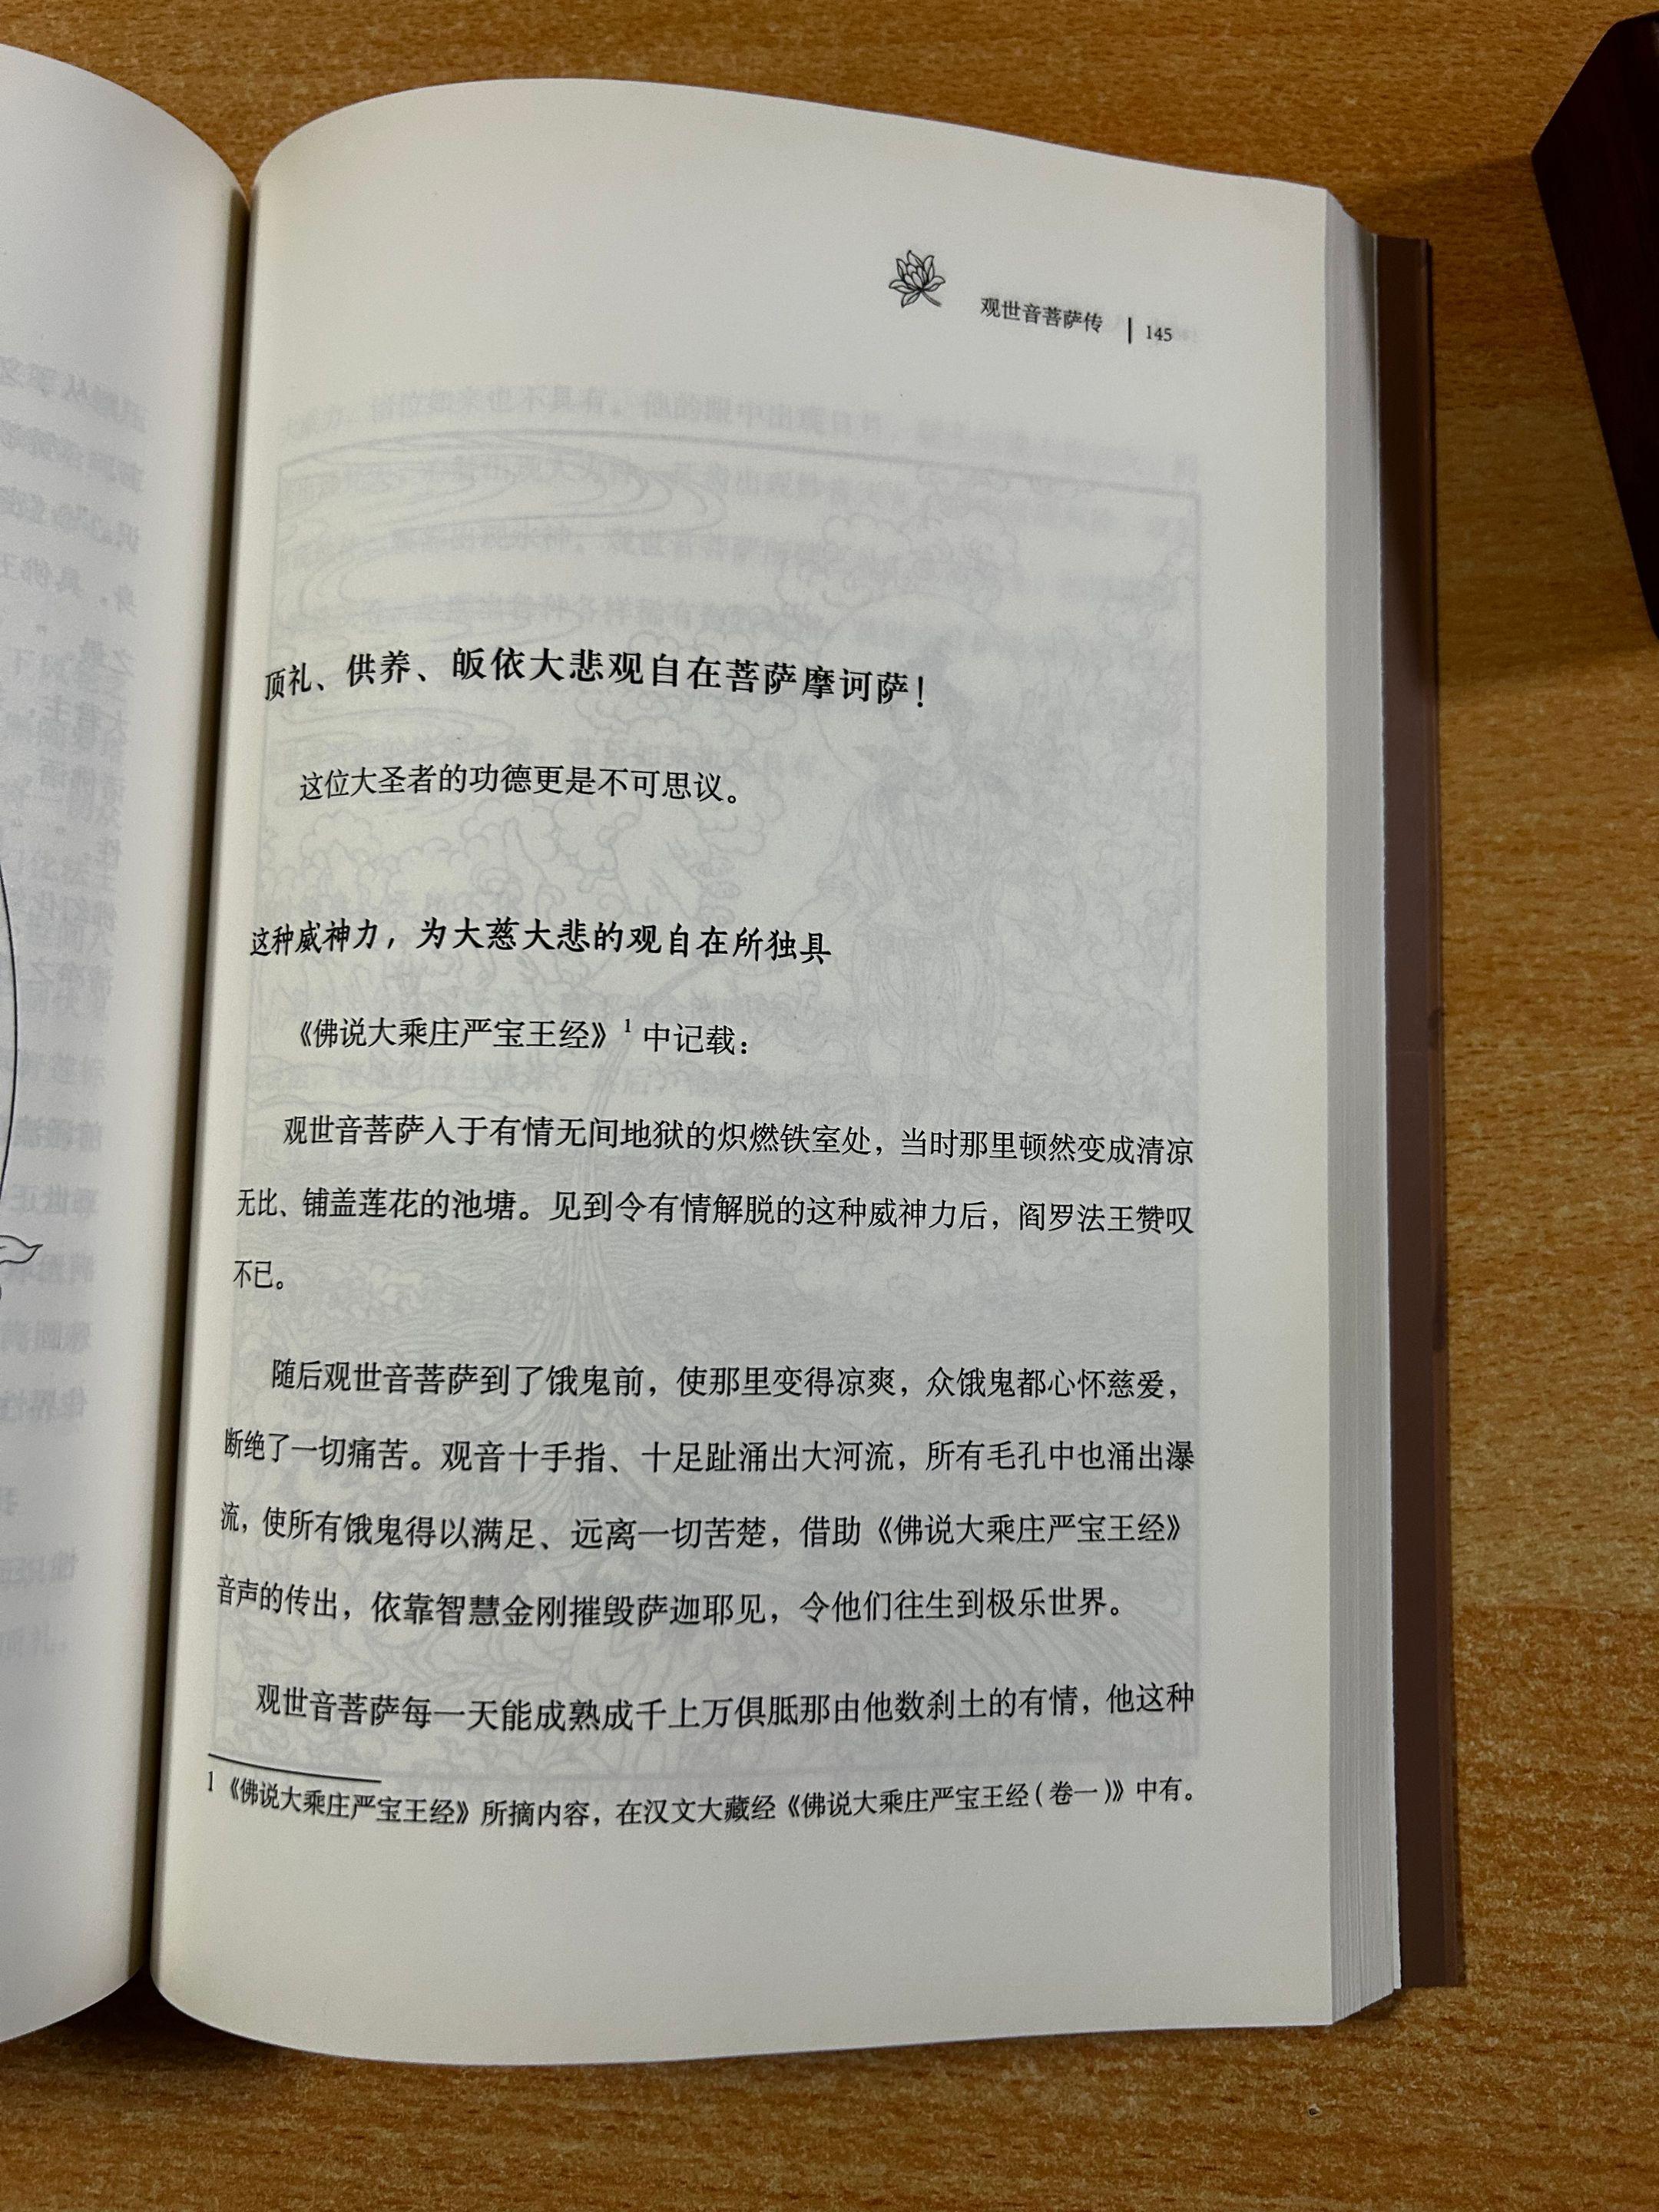 观世音菩萨传 | 145
顶礼、供养、皈依大悲观自在菩萨摩诃萨！
这位大圣者的功德更是不可思议。
这种威神力，为大慈大悲的观自在所独具
《佛说大乘庄严宝王经》1 中记载：
观世音菩萨入于有情无间地狱的炽燃铁室处，当时那里顿然变成清凉
无比、铺盖莲花的池塘。见到令有情解脱的这种威神力后，阎罗法王赞叹
不已。
随后观世音菩萨到了饿鬼前，使那里变得凉爽，众饿鬼都心怀慈爱，
断绝了一切痛苦。观音十手指、十足趾涌出大河流，所有毛孔中也涌出瀑
流，使所有饿鬼得以满足、远离一切苦楚，借助《佛说大乘庄严宝王经》
音声的传出，依靠智慧金刚摧毁萨迦耶见，令他们往生到极乐世界。
观世音菩萨每一天能成熟成千上万俱胝那由他数刹土的有情，他这种
1《佛说大乘庄严宝王经》所摘内容，在汉文大藏经《佛说大乘庄严宝王经（卷一）》中有。